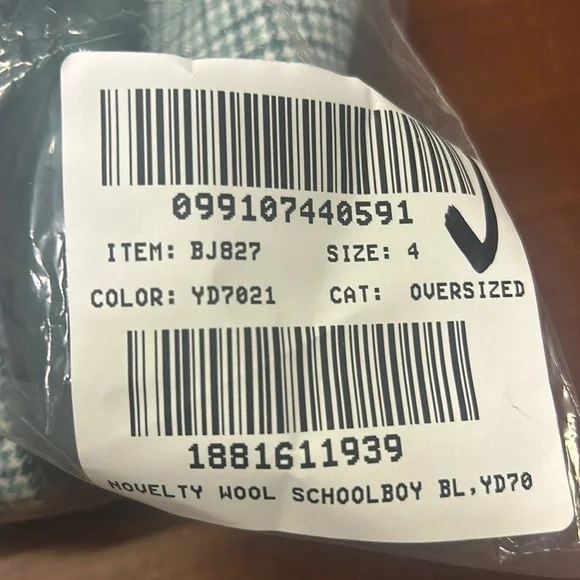 099107440591
ITEM: BJ827 SIZE: 4
COLOR: YD7021 CAT: OVERSIZED
1881611939
NOVELTY WOOL SCHOOLBOY BL,YD70